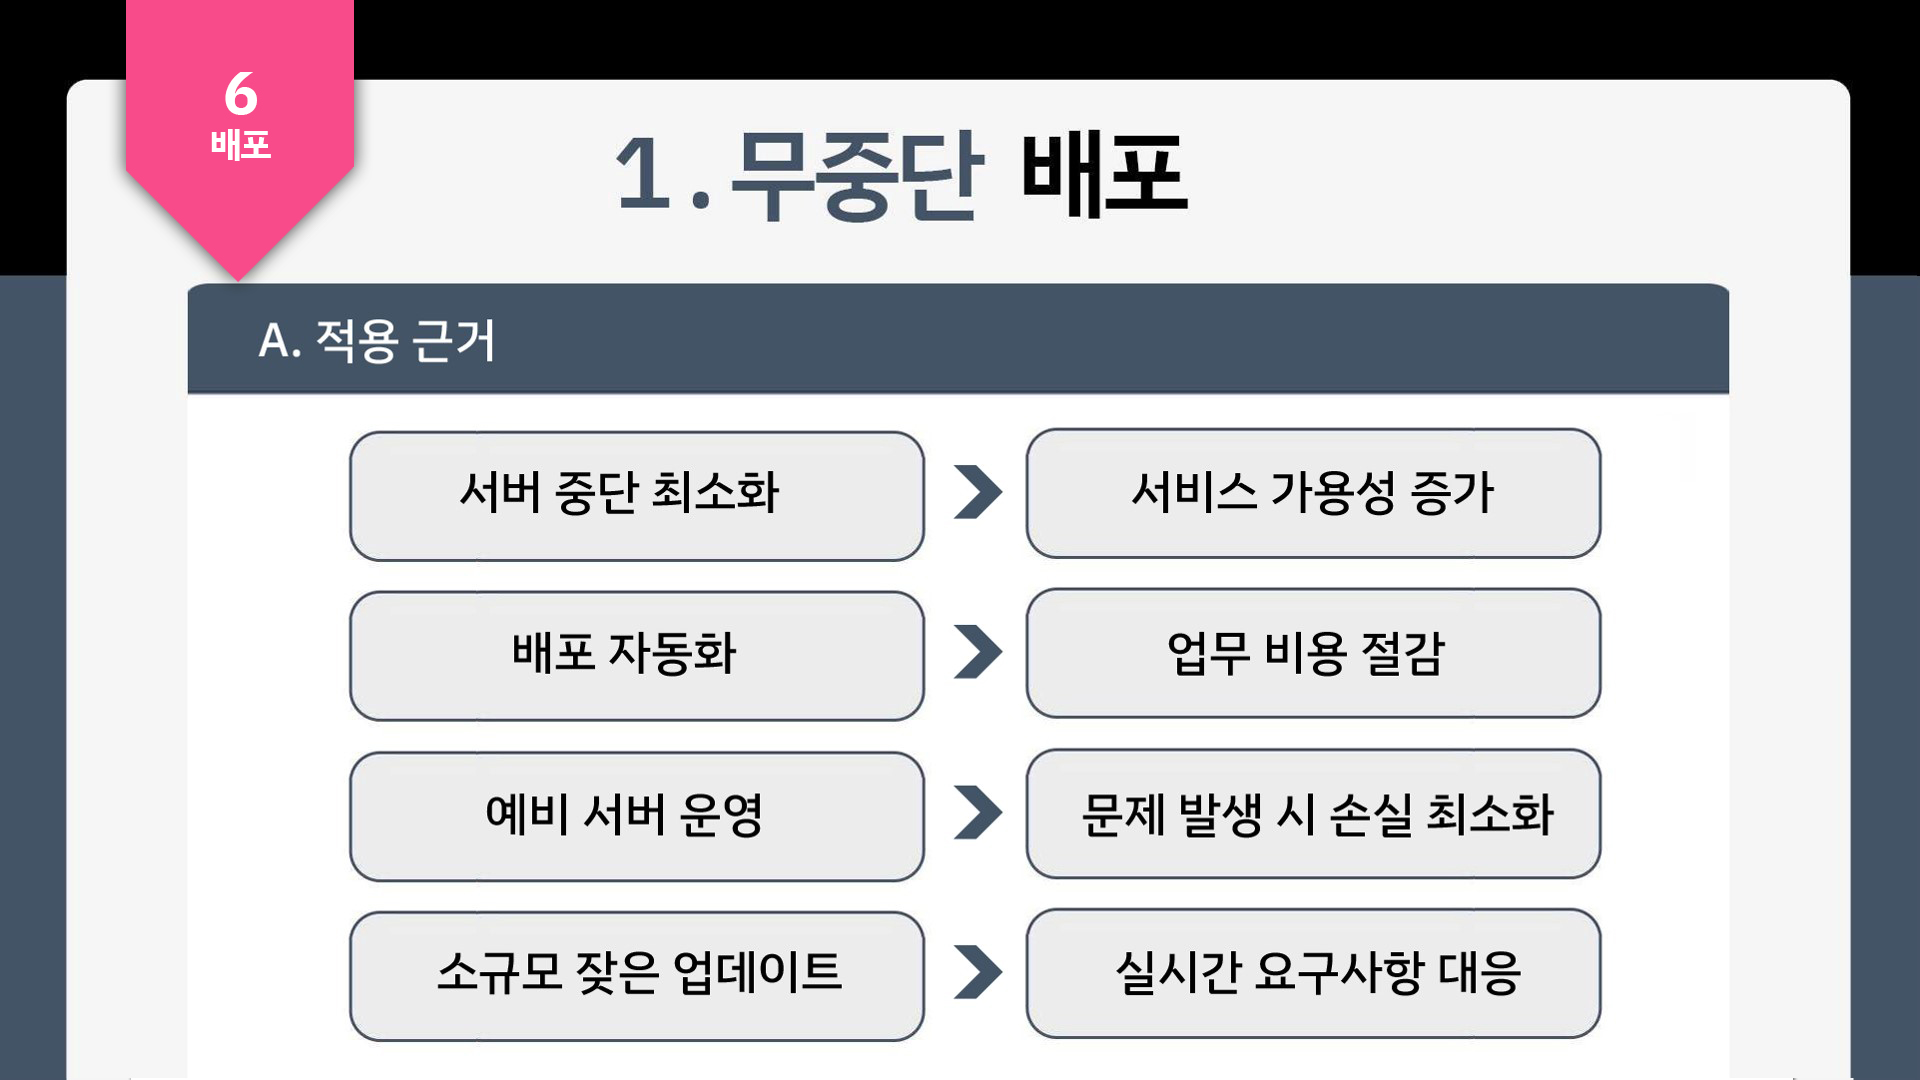 6
배포
1.무중단 배포
A. 적용 근거
서버 중단 최소화
서비스 가용성 증가
배포 자동화
업무 비용 절감
예비 서버 운영
문제 발생 시 손실 최소화
소규모 잦은 업데이트
실시간 요구사항 대응